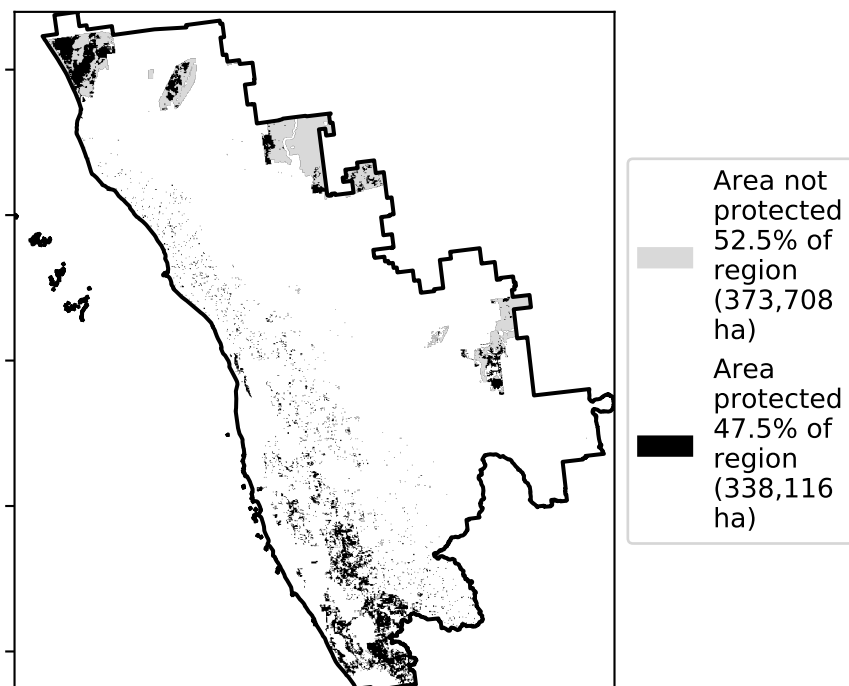 Area not
protected
52.5% of
region
(373,708
ha)
Area
protected
47.5% of
region
(338,116
ha)